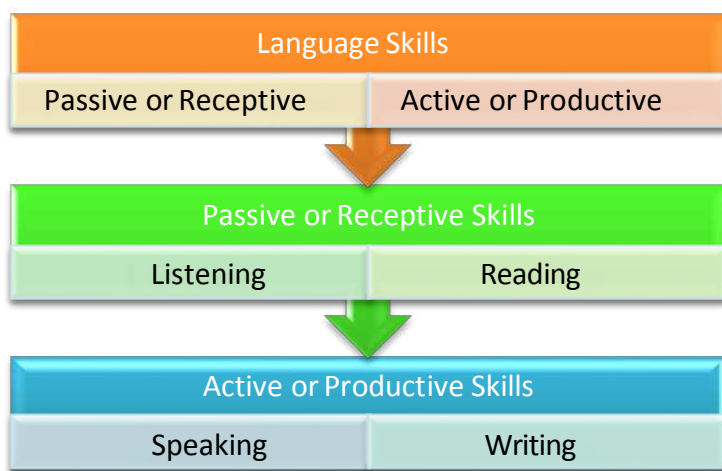 Language Skills
Passive or Receptive Active or Productive
Passive or Receptive Skills
Listening Reading
Active or Productive Skills
Speaking Writing